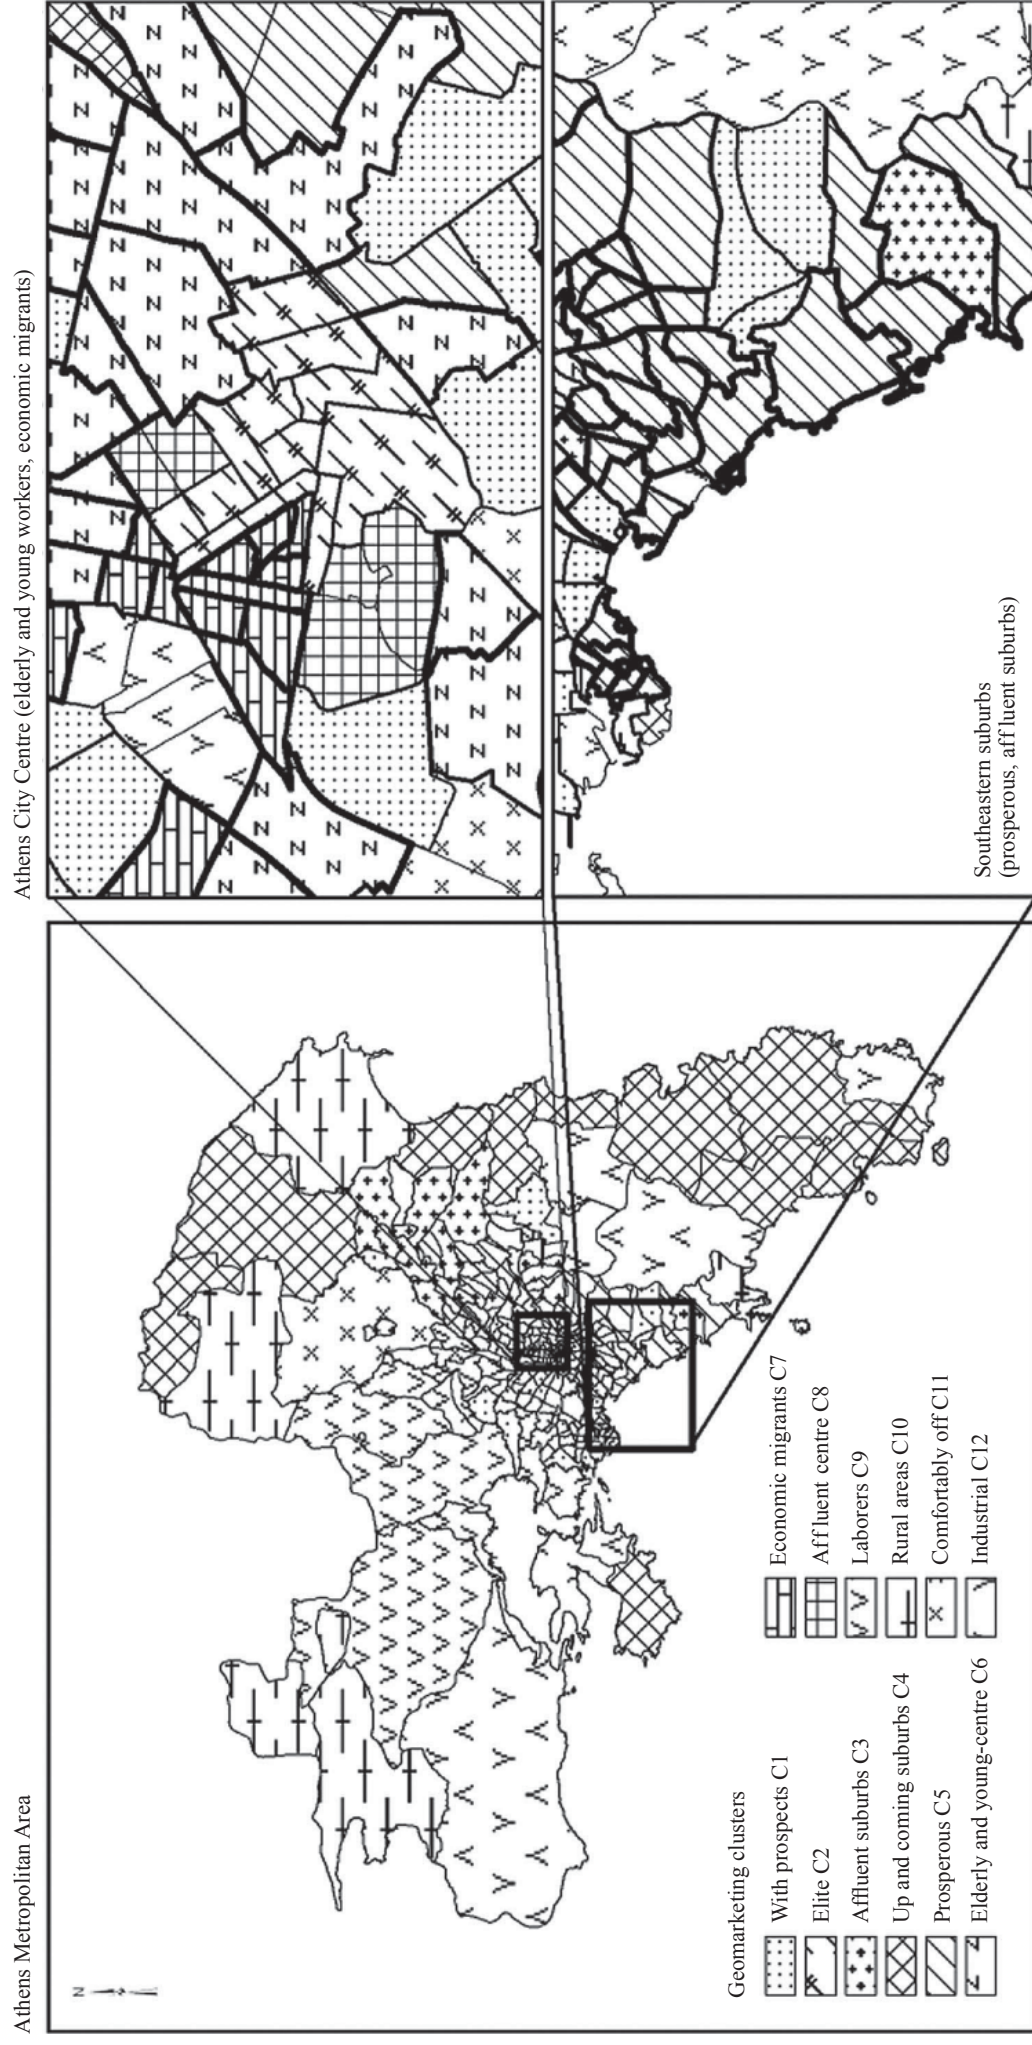 Athens Metropolitan Area
Athens City Centre (elderly and young workers, economic migrants)
N
Geomarketing clusters
With prospects C1
Elite C2
Affluent suburbs C3
Up and coming suburbs C4
Prosperous C5
Elderly and young-centre C6
Economic migrants C7
Affluent centre C8
Laborers C9
Rural areas C10
Comfortably off C11
Industrial C12
Southeastern suburbs
(prosperous, affluent suburbs)